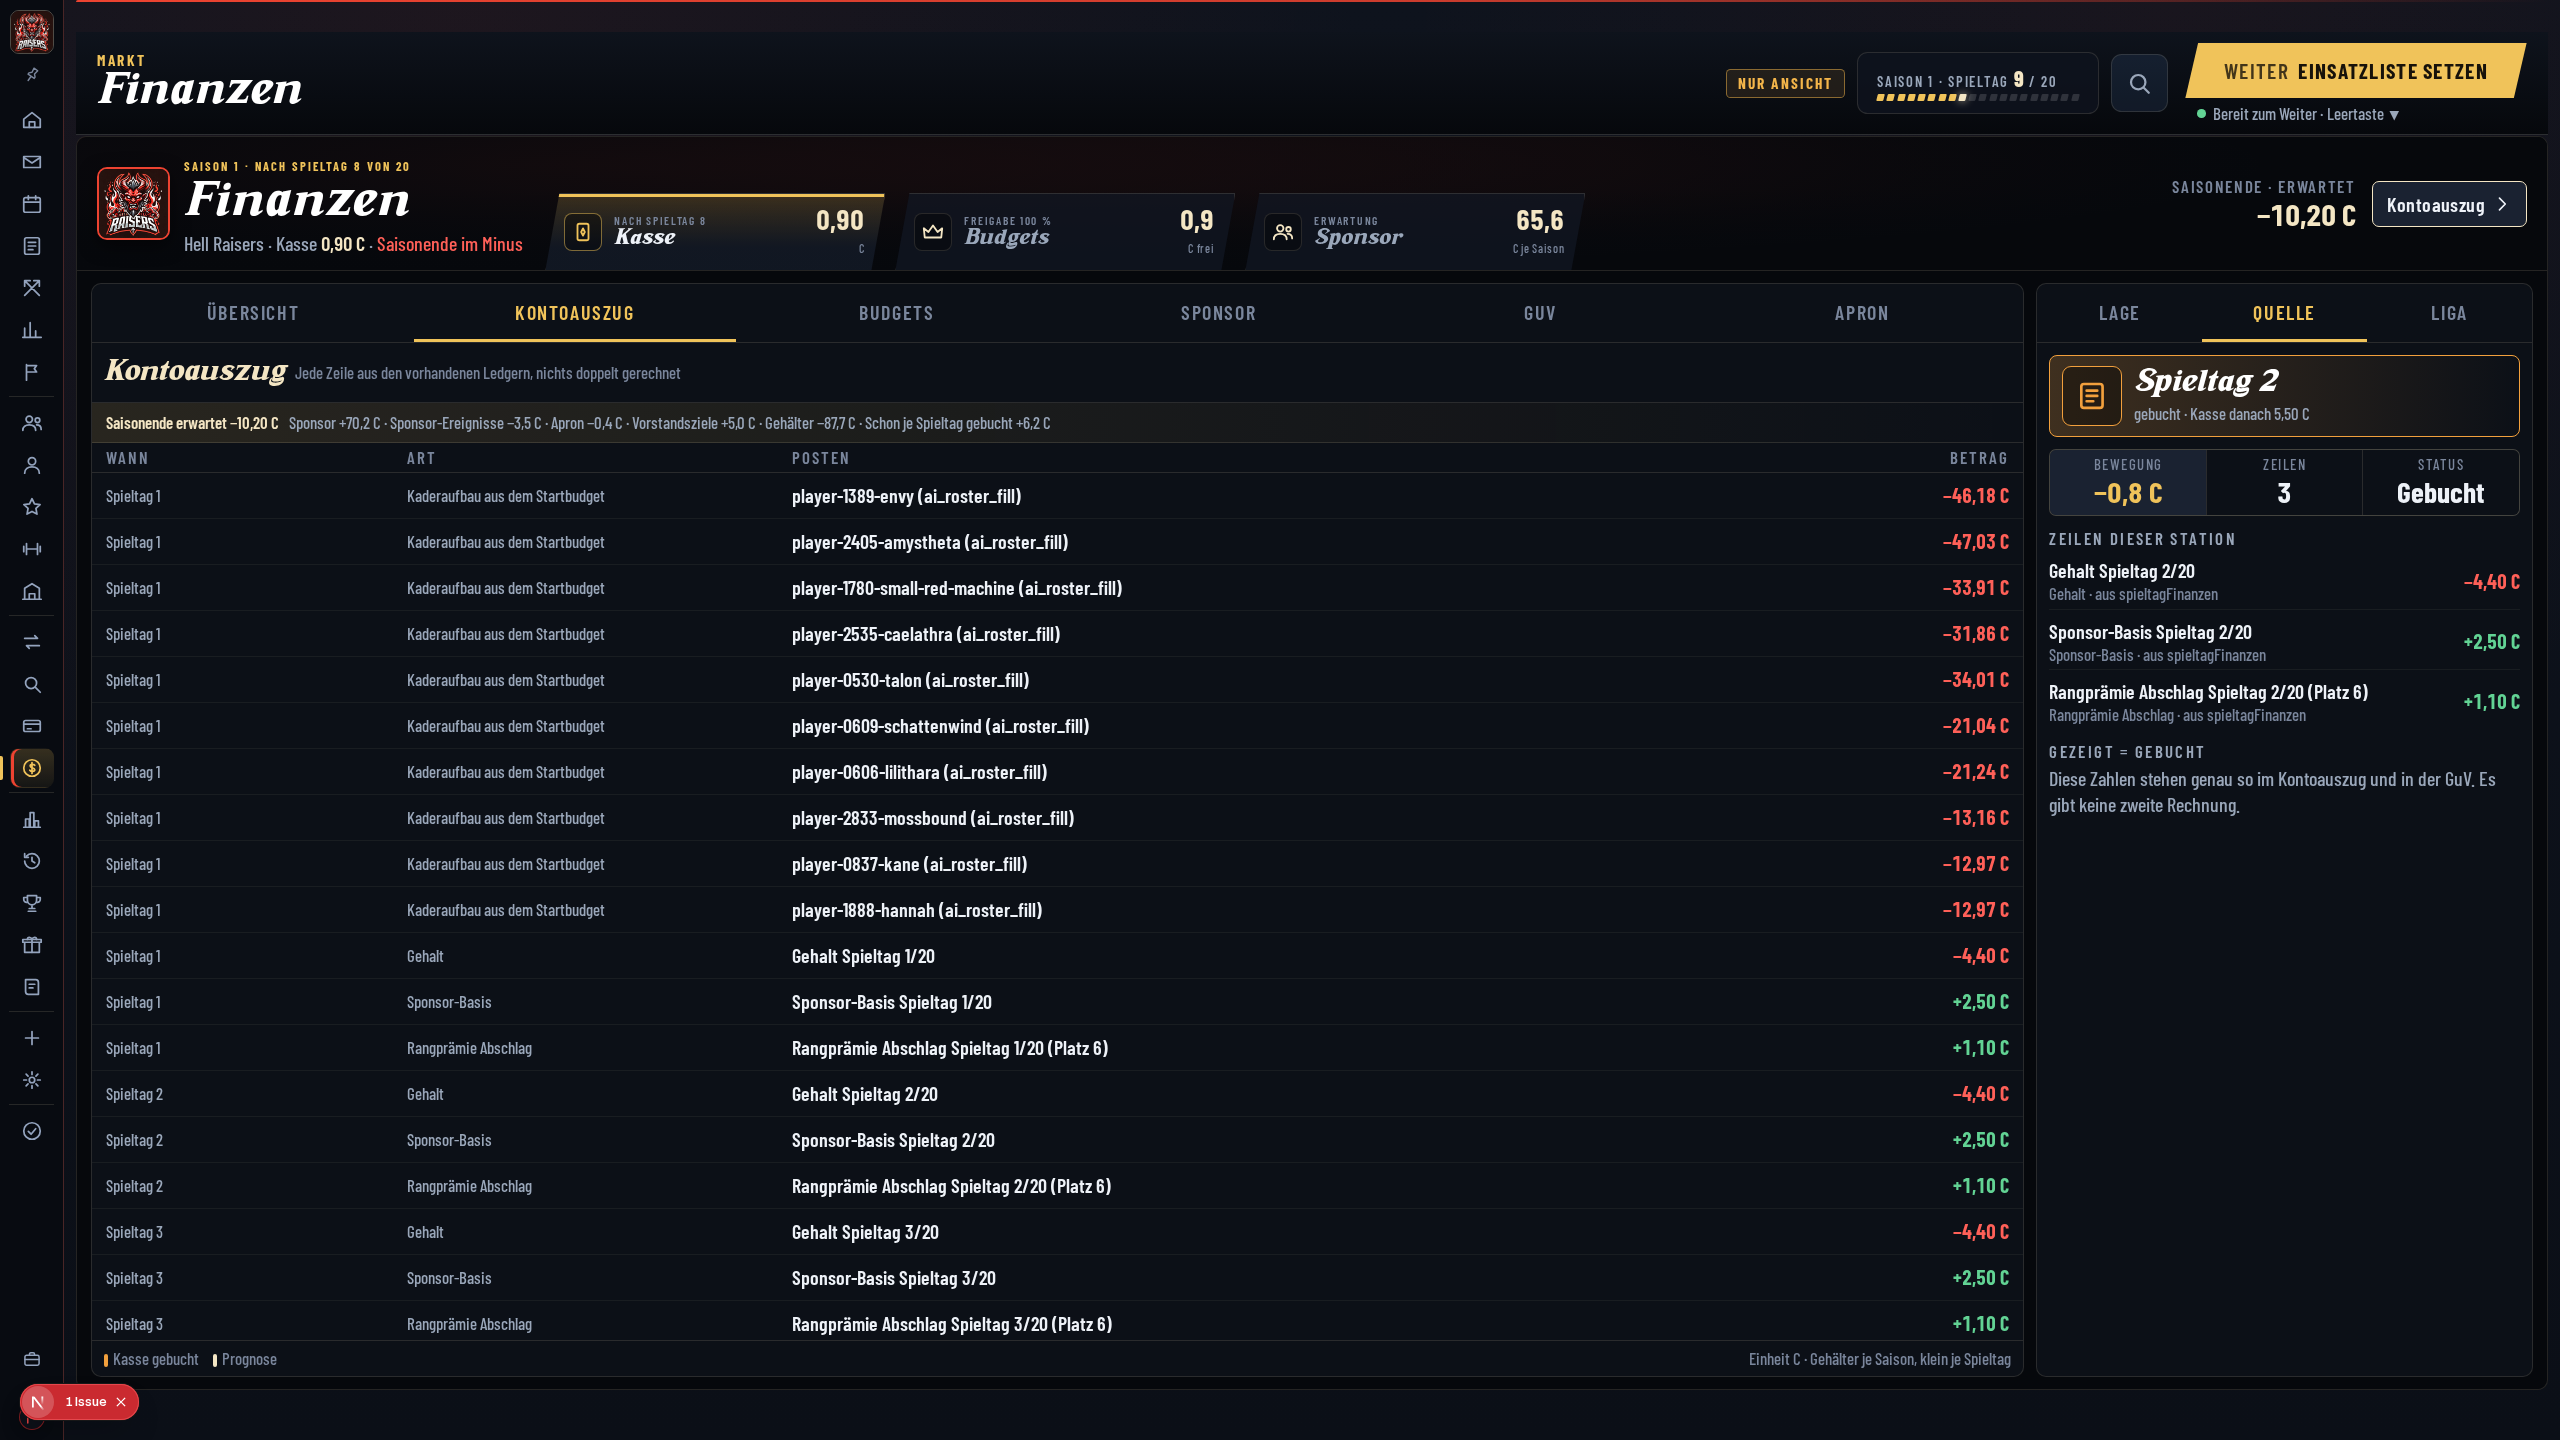 MARKT
Finanzen
NUR ANSICHT
SAISON 1 · SPIELTAG 9 / 20
WEITER EINSATZLISTE SETZEN
Bereit zum Weiter · Leertaste ▼
RAISERS
SAISON 1 · NACH SPIELTAG 8 VON 20
Finanzen
Hell Raisers · Kasse 0,90 C · Saisonende im Minus
NACH SPIELTAG 8
Kasse
0,90
C
FREIGABE 100 %
Budgets
0,9
C frei
ERWARTUNG
Sponsor
65,6
C je Saison
SAISONENDE · ERWARTET
−10,20 C
Kontoauszug
ÜBERSICHT KONTOAUSZUG BUDGETS SPONSOR GUV APRON
Kontoauszug Jede Zeile aus den vorhandenen Ledgern, nichts doppelt gerechnet
Saisonende erwartet −10,20 C Sponsor +70,2 C · Sponsor-Ereignisse −3,5 C · Apron −0,4 C · Vorstandsziele +5,0 C · Gehälter −87,7 C · Schon je Spieltag gebucht +6,2 C
WANN ART POSTEN BETRAG
Spieltag 1 Kaderaufbau aus dem Startbudget player-1389-envy (ai_roster_fill) −46,18 C
Spieltag 1 Kaderaufbau aus dem Startbudget player-2405-amystheta (ai_roster_fill) −47,03 C
Spieltag 1 Kaderaufbau aus dem Startbudget player-1780-small-red-machine (ai_roster_fill) −33,91 C
Spieltag 1 Kaderaufbau aus dem Startbudget player-2535-caelathra (ai_roster_fill) −31,86 C
Spieltag 1 Kaderaufbau aus dem Startbudget player-0530-talon (ai_roster_fill) −34,01 C
Spieltag 1 Kaderaufbau aus dem Startbudget player-0609-schattenwind (ai_roster_fill) −21,04 C
Spieltag 1 Kaderaufbau aus dem Startbudget player-0606-lilithara (ai_roster_fill) −21,24 C
Spieltag 1 Kaderaufbau aus dem Startbudget player-2833-mossbound (ai_roster_fill) −13,16 C
Spieltag 1 Kaderaufbau aus dem Startbudget player-0837-kane (ai_roster_fill) −12,97 C
Spieltag 1 Kaderaufbau aus dem Startbudget player-1888-hannah (ai_roster_fill) −12,97 C
Spieltag 1 Gehalt Gehalt Spieltag 1/20 −4,40 C
Spieltag 1 Sponsor-Basis Sponsor-Basis Spieltag 1/20 +2,50 C
Spieltag 1 Rangprämie Abschlag Rangprämie Abschlag Spieltag 1/20 (Platz 6) +1,10 C
Spieltag 2 Gehalt Gehalt Spieltag 2/20 −4,40 C
Spieltag 2 Sponsor-Basis Sponsor-Basis Spieltag 2/20 +2,50 C
Spieltag 2 Rangprämie Abschlag Rangprämie Abschlag Spieltag 2/20 (Platz 6) +1,10 C
Spieltag 3 Gehalt Gehalt Spieltag 3/20 −4,40 C
Spieltag 3 Sponsor-Basis Sponsor-Basis Spieltag 3/20 +2,50 C
Spieltag 3 Rangprämie Abschlag Rangprämie Abschlag Spieltag 3/20 (Platz 6) +1,10 C
Kasse gebucht Prognose Einheit C · Gehälter je Saison, klein je Spieltag
LAGE QUELLE LIGA
Spieltag 2
gebucht · Kasse danach 5,50 C
BEWEGUNG ZEILEN STATUS
−0,8 C 3 Gebucht
ZEILEN DIESER STATION
Gehalt Spieltag 2/20 −4,40 C
Gehalt · aus spieltagFinanzen
Sponsor-Basis Spieltag 2/20 +2,50 C
Sponsor-Basis · aus spieltagFinanzen
Rangprämie Abschlag Spieltag 2/20 (Platz 6) +1,10 C
Rangprämie Abschlag · aus spieltagFinanzen
GEZEIGT = GEBUCHT
Diese Zahlen stehen genau so im Kontoauszug und in der GuV. Es
gibt keine zweite Rechnung.
N 1 Issue